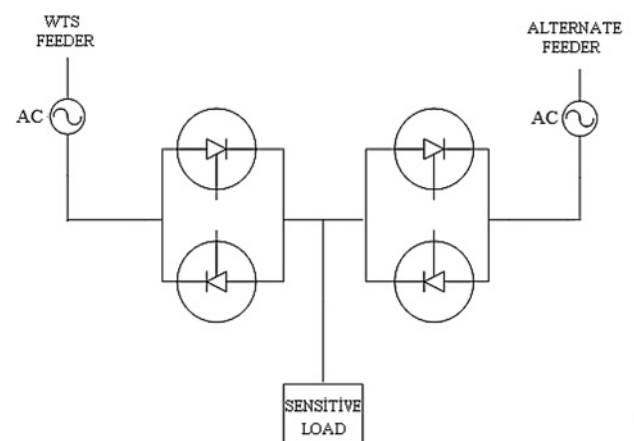 WTS
FEEDER
ALTERNATE
FEEDER
AC
AC
SENSİTİVE
LOAD